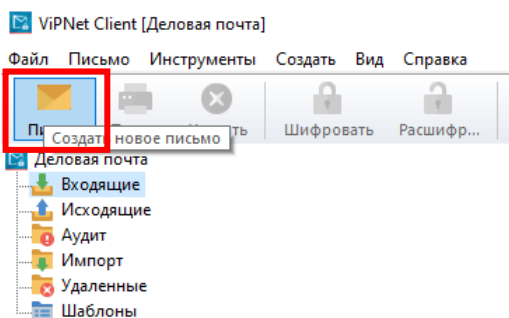 ViPNet Client [Деловая почта]
Файл Письмо Инструменты Создать Вид Справка
Шифровать Расшифр...
Создать новое письмо
Деловая почта
Входящие
Исходящие
Аудит
Импорт
Удаленные
Шаблоны